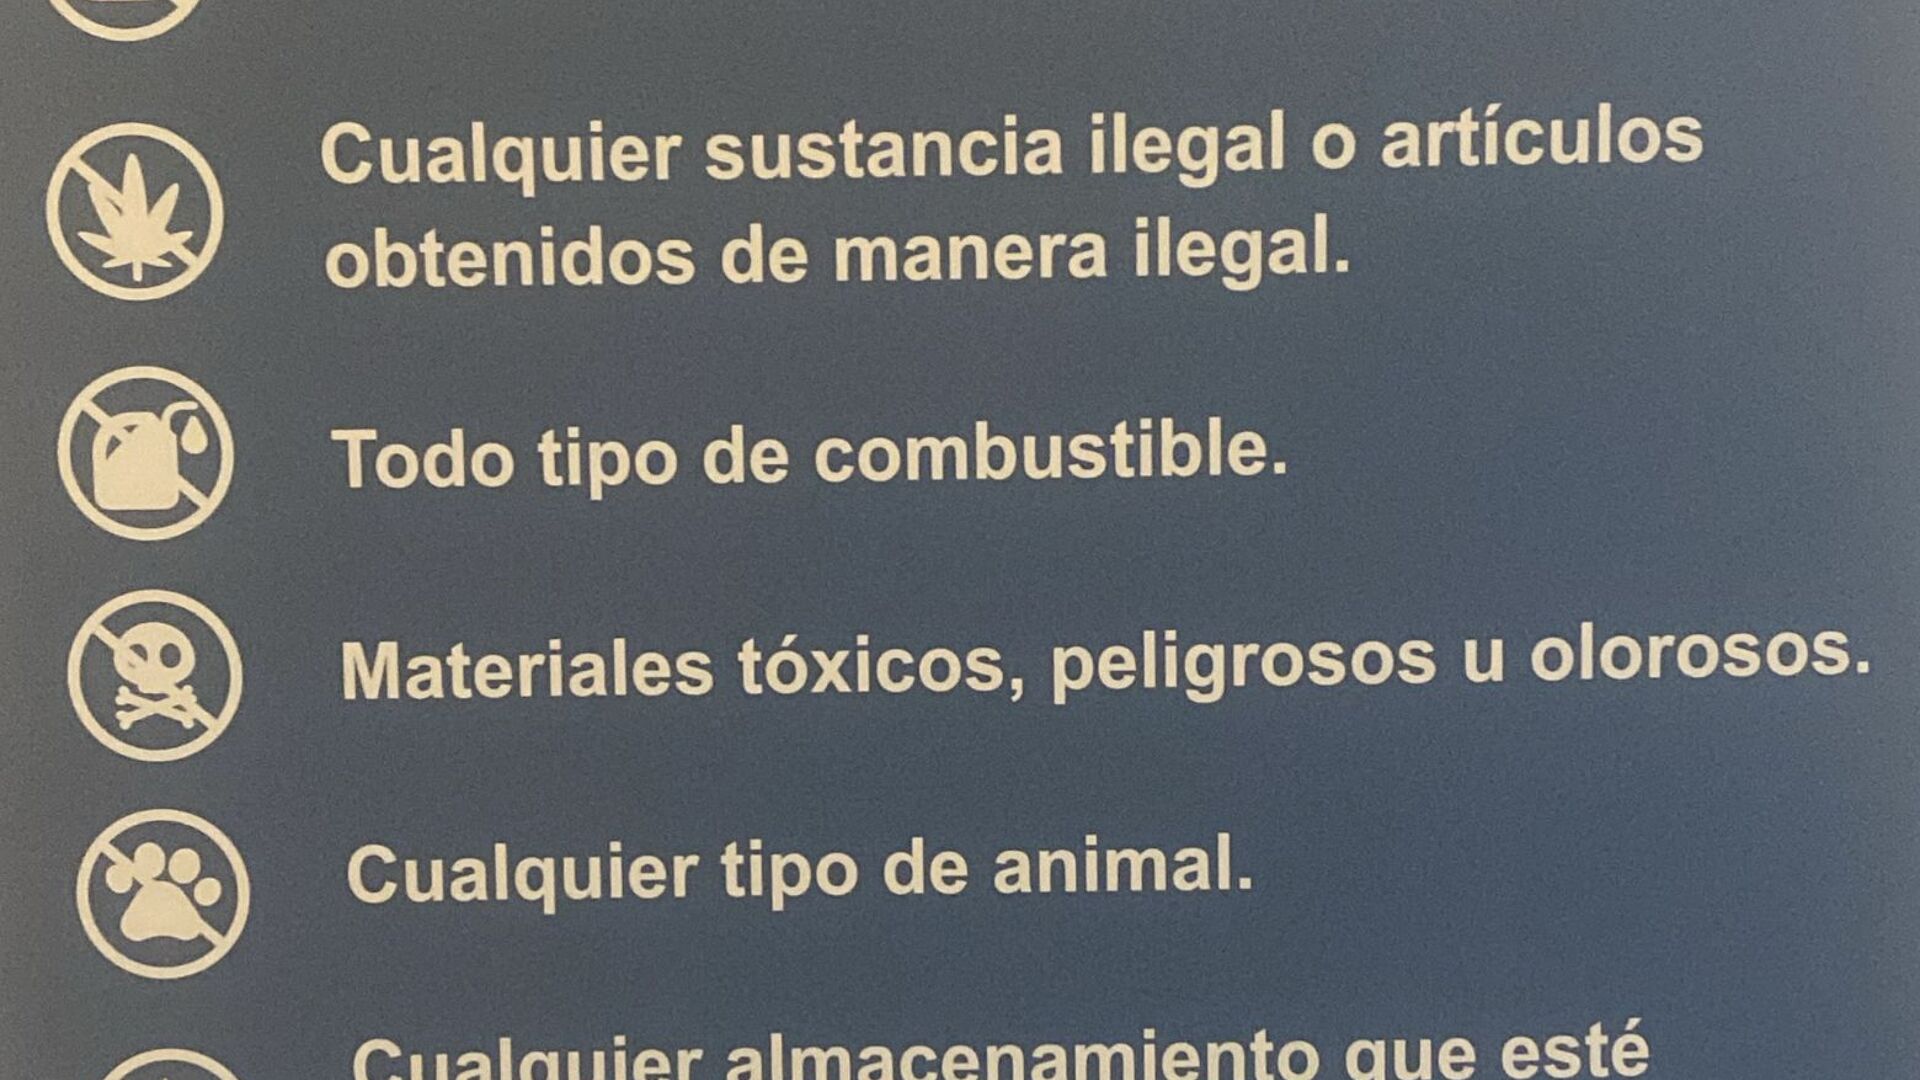 Cualquier sustancia ilegal o artículos
obtenidos de manera ilegal.
Todo tipo de combustible.
Materiales tóxicos, peligrosos u olorosos.
Cualquier tipo de animal.
Cualquier almacenamiento que esté